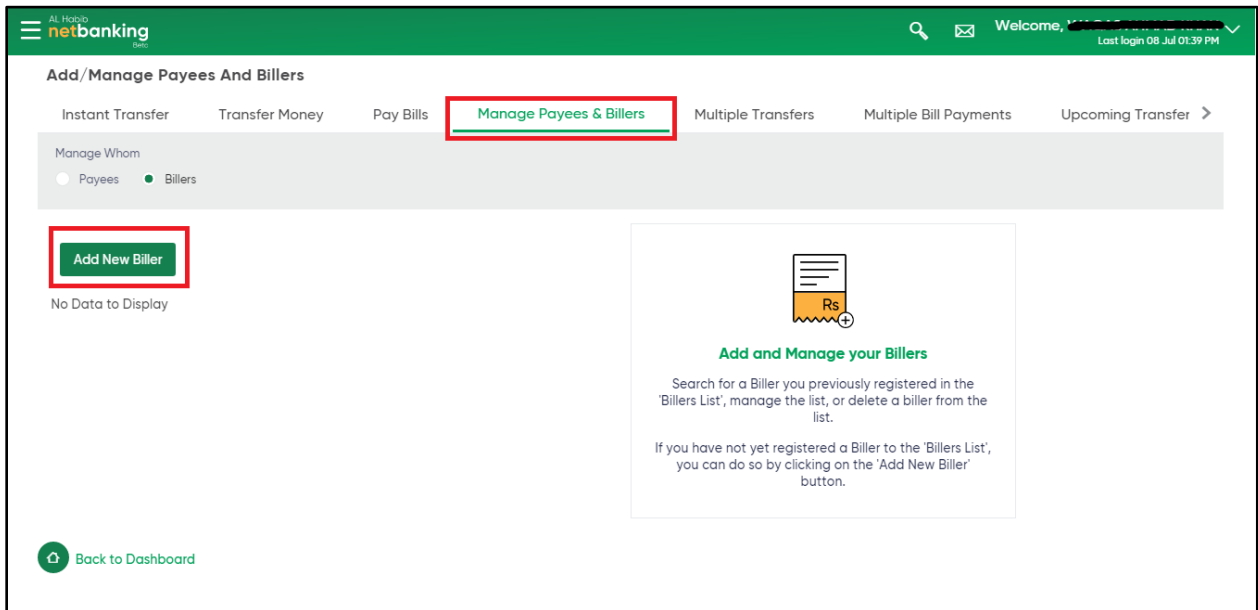 AL Habib
netbanking
Beta
Welcome,
Last login 08 Jul 01:39 PM
Add/Manage Payees And Billers
Instant Transfer
Transfer Money
Pay Bills
Manage Payees & Billers
Multiple Transfers
Multiple Bill Payments
Upcoming Transfer
Manage Whom
Payees
Billers
Add New Biller
No Data to Display
Rs
Add and Manage your Billers
Search for a Biller you previously registered in the
'Billers List', manage the list, or delete a biller from the
list.
If you have not yet registered a Biller to the 'Billers List',
you can do so by clicking on the 'Add New Biller'
button.
Back to Dashboard